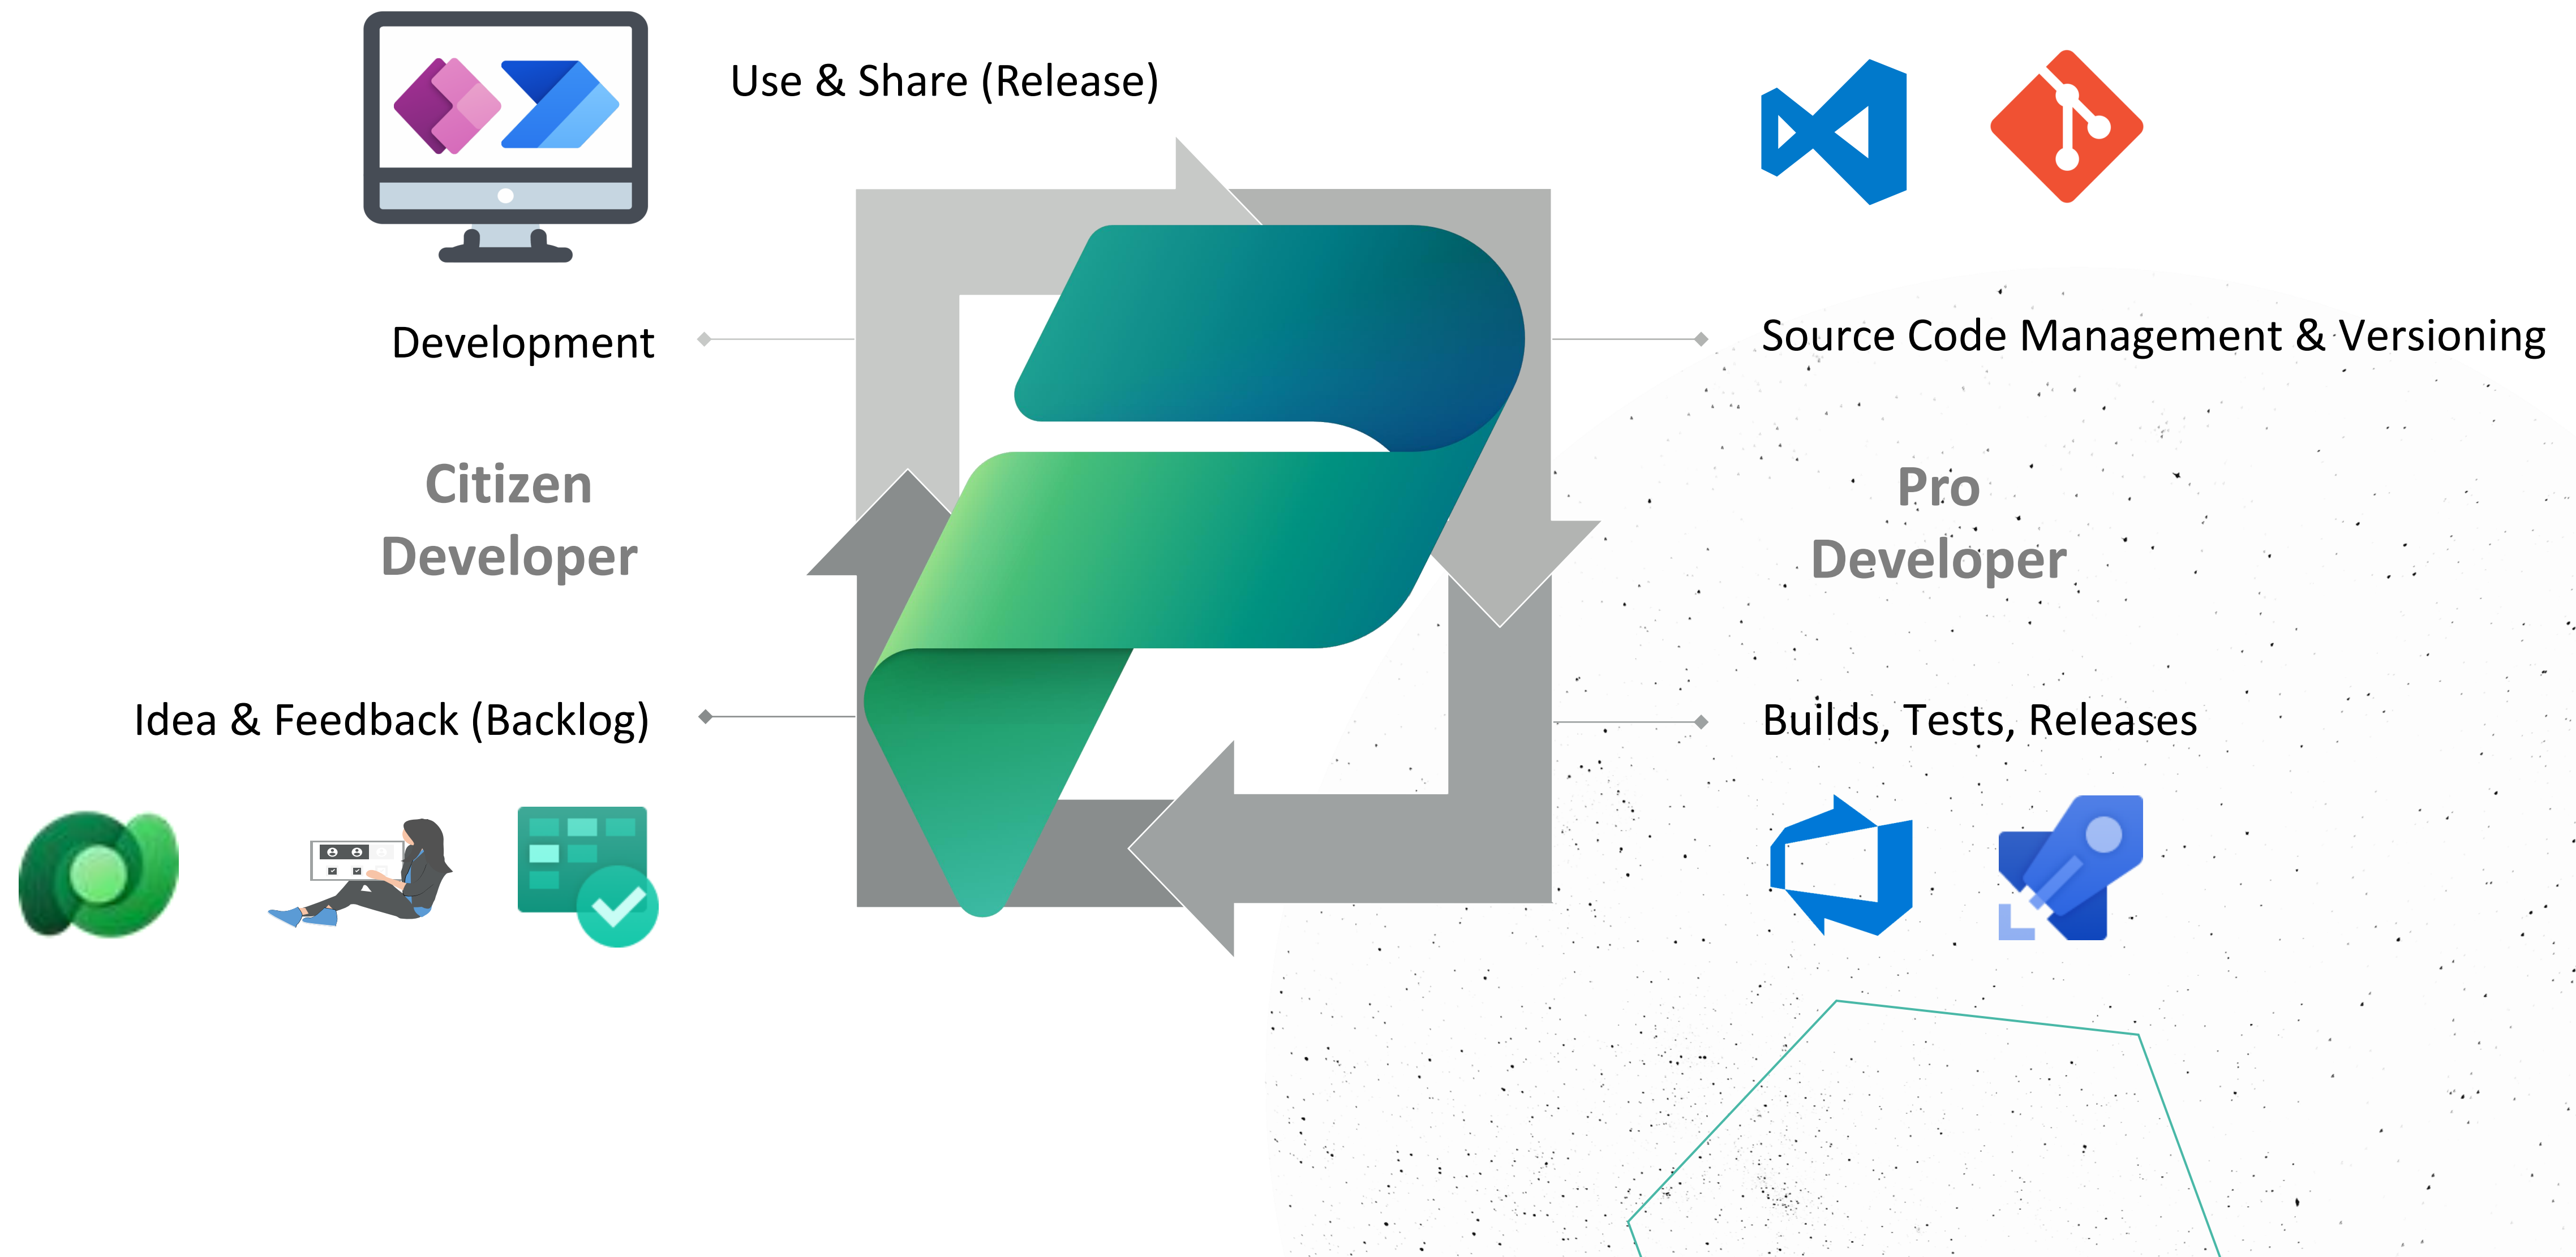 Use & Share (Release)
Development
Source Code Management & Versioning
Citizen
Developer
Pro
Developer
Idea & Feedback (Backlog)
Builds, Tests, Releases